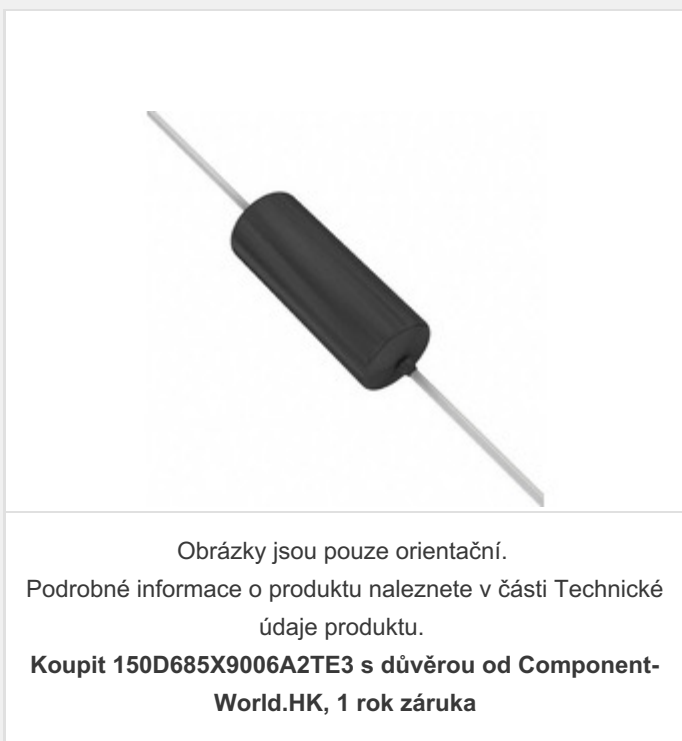 Obrázky jsou pouze orientační.
Podrobné informace o produktu naleznete v části Technické
údaje produktu.
Koupit 150D685X9006A2TE3 s důvěrou od Component-
World.HK, 1 rok záruka